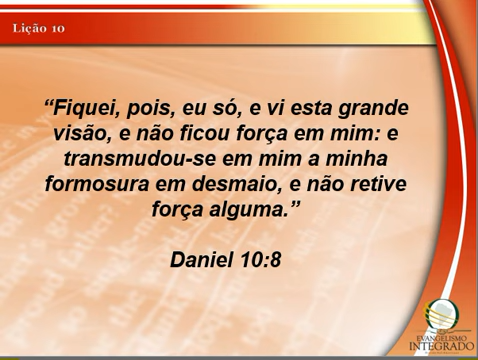 Lição 10
“Fiquei, pois, eu só, e vi esta grande
visão, e não ficou força em mim: e
transmudou-se em mim a minha
formosura em desmaio, e não retive
força alguma.”
Daniel 10:8
EVANGELISMO
INTEGRADO